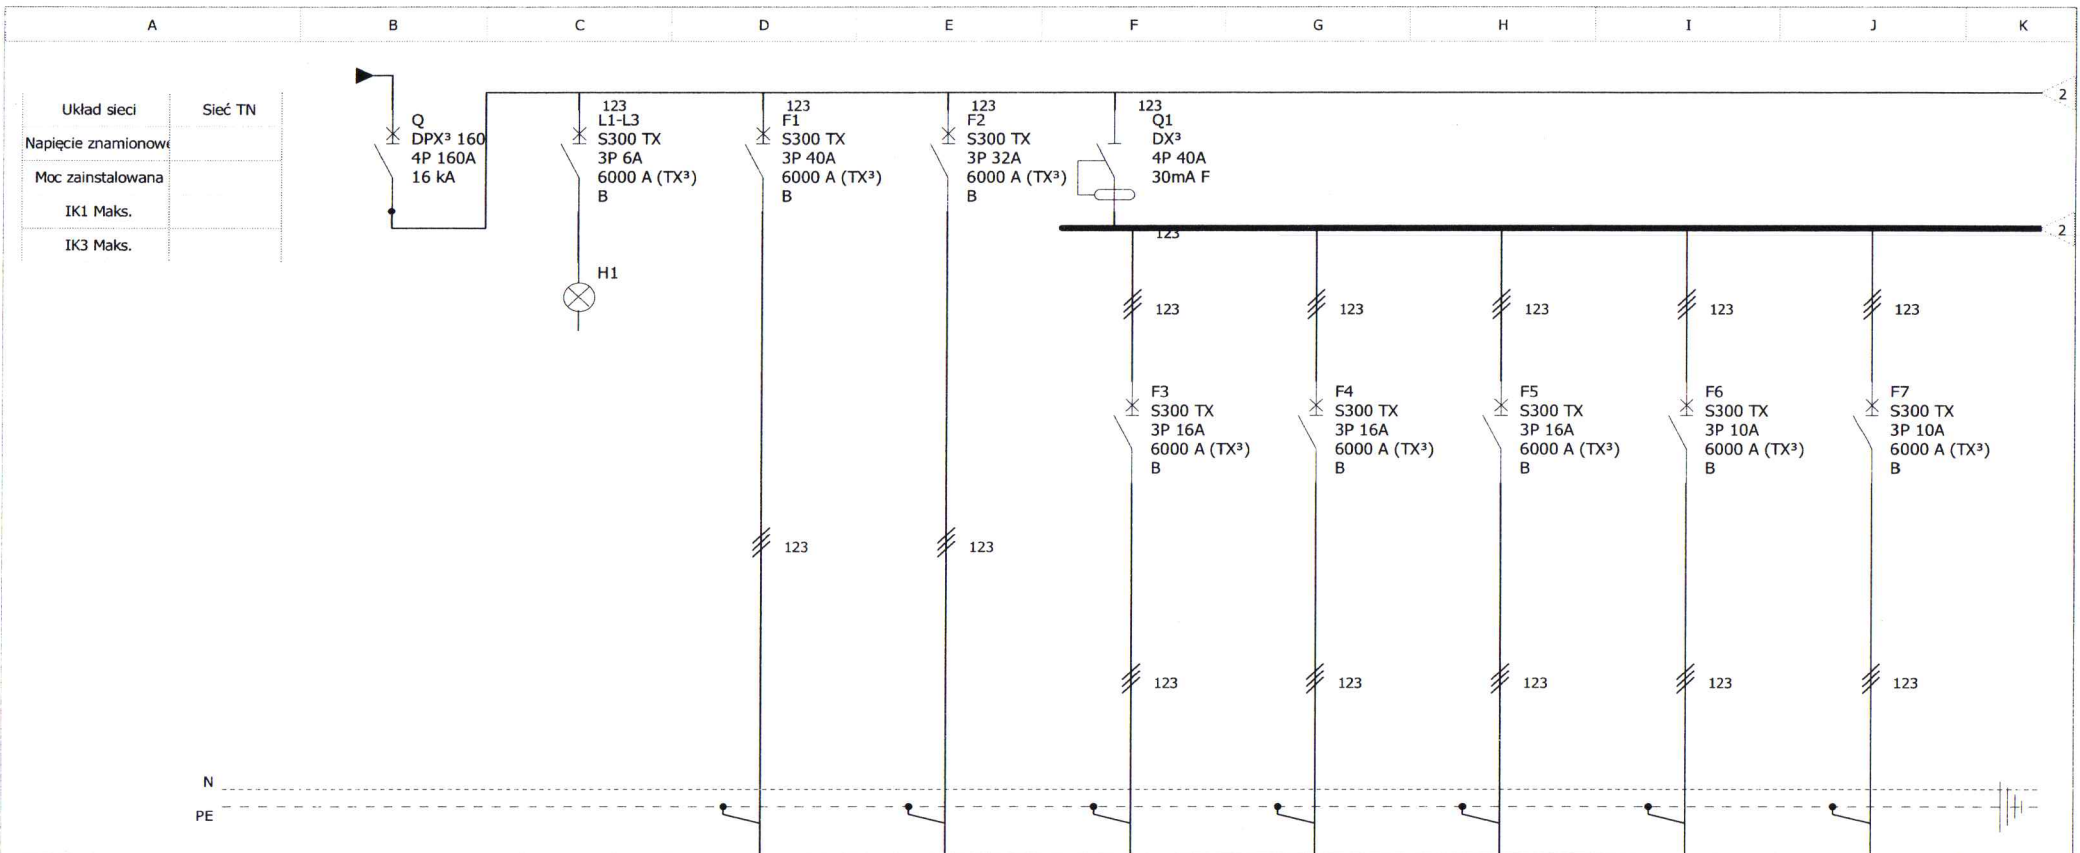 A B C D E F G H I J K
Układ sieci Sieć TN
Napięcie znamionowe
Moc zainstalowana
IK1 Maks.
IK3 Maks.
Q
DPX³ 160
4P 160A
16 kA
123
L1-L3
S300 TX
3P 6A
6000 A (TX³)
B
H1
123
F1
S300 TX
3P 40A
6000 A (TX³)
B
123
F2
S300 TX
3P 32A
6000 A (TX³)
B
123
Q1
DX³
4P 40A
30mA F
2
123
2
123
123
123
123
123
F3
S300 TX
3P 16A
6000 A (TX³)
B
F4
S300 TX
3P 16A
6000 A (TX³)
B
F5
S300 TX
3P 16A
6000 A (TX³)
B
F6
S300 TX
3P 10A
6000 A (TX³)
B
F7
S300 TX
3P 10A
6000 A (TX³)
B
123
123
123
123
123
123
123
N
PE